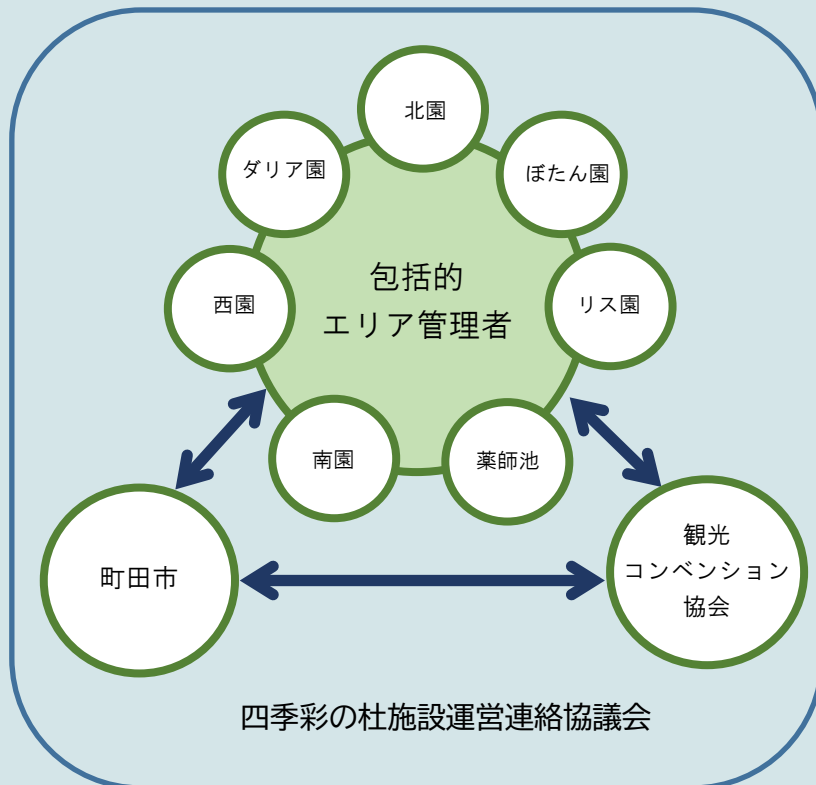 北園
ダリア園
ぼたん園
包括的
エリア管理者
西園
リス園
南園
薬師池
町田市
観光
コンベンション
協会
四季彩の杜施設運営連絡協議会